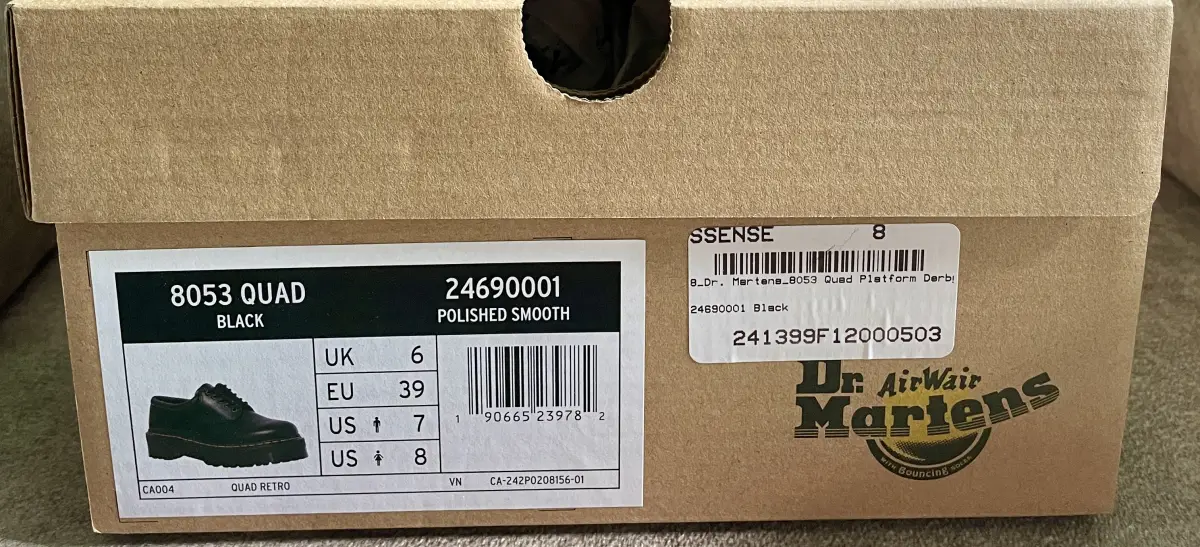 8053 QUAD
BLACK
24690001
POLISHED SMOOTH
UK 6
EU 39
US 7
US 8
1 90665 23978 2
CA004
QUAD RETRO
VN
CA-242P0208156-01
SSENSE 8
8_Dr. Martens_8053 Quad Platform Derby
24690001 Black
241399F12000503
Dr. AirWair
Martens
WITH Bouncing SOLES